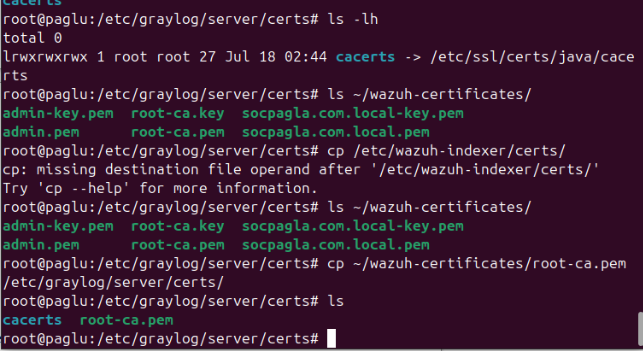 cacerts
root@paglu:/etc/graylog/server/certs# ls -lh
total 0
lrwxrwxrwx 1 root root 27 Jul 18 02:44 cacerts -> /etc/ssl/certs/java/cace
rts
root@paglu:/etc/graylog/server/certs# ls ~/wazuh-certificates/
admin-key.pem  root-ca.key  socpagla.com.local-key.pem
admin.pem      root-ca.pem  socpagla.com.local.pem
root@paglu:/etc/graylog/server/certs# cp /etc/wazuh-indexer/certs/
cp: missing destination file operand after '/etc/wazuh-indexer/certs/'
Try 'cp --help' for more information.
root@paglu:/etc/graylog/server/certs# ls ~/wazuh-certificates/
admin-key.pem  root-ca.key  socpagla.com.local-key.pem
admin.pem      root-ca.pem  socpagla.com.local.pem
root@paglu:/etc/graylog/server/certs# cp ~/wazuh-certificates/root-ca.pem
/etc/graylog/server/certs/
root@paglu:/etc/graylog/server/certs# ls
cacerts  root-ca.pem
root@paglu:/etc/graylog/server/certs#